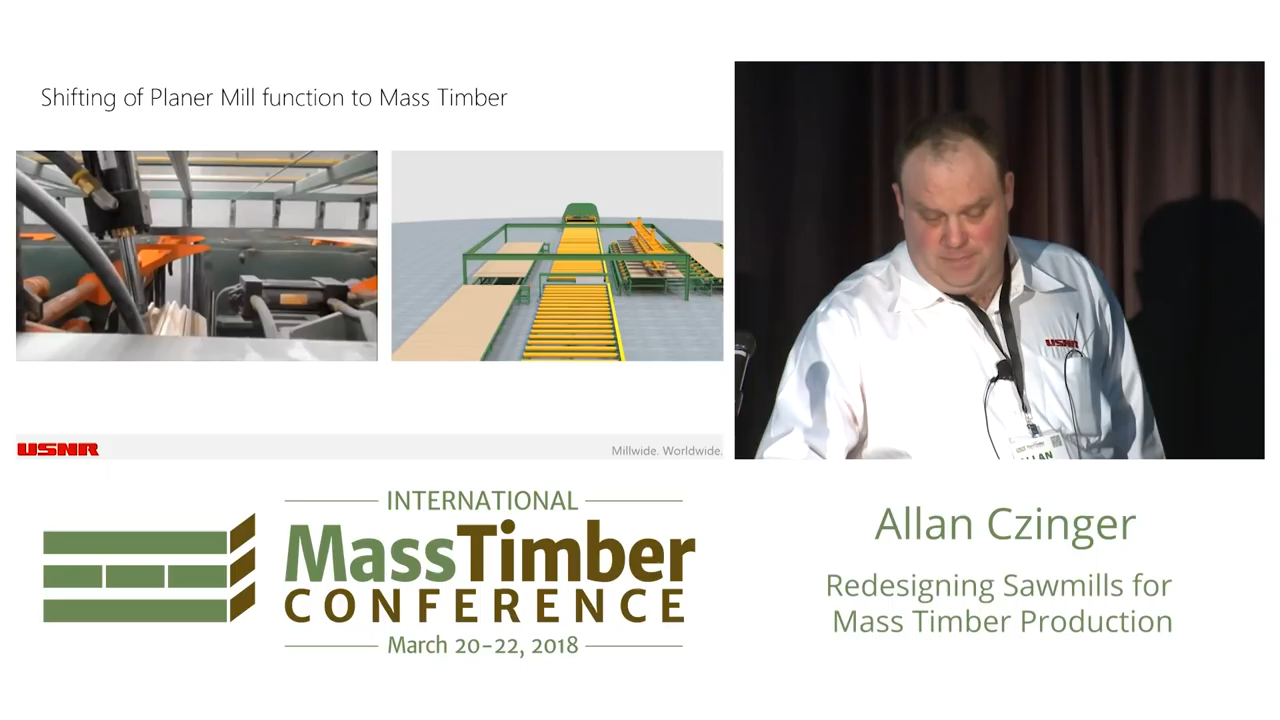 Shifting of Planer Mill function to Mass Timber
USNR
USNR
Millwide. Worldwide.
INTERNATIONAL
MassTimber
CONFERENCE
March 20-22, 2018
Allan Czinger
Redesigning Sawmills for
Mass Timber Production